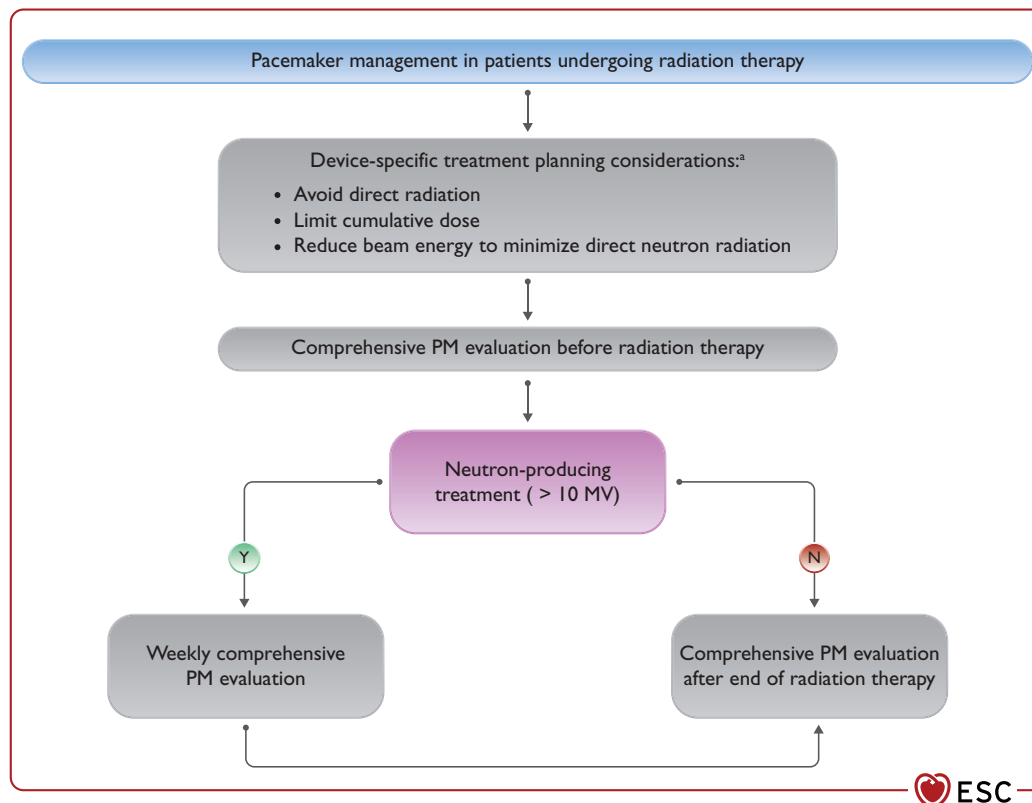 Pacemaker management in patients undergoing radiation therapy
Device-specific treatment planning considerations:ᵃ
• Avoid direct radiation
• Limit cumulative dose
• Reduce beam energy to minimize direct neutron radiation
Comprehensive PM evaluation before radiation therapy
Neutron-producing
treatment ( > 10 MV)
Y
N
Weekly comprehensive
PM evaluation
Comprehensive PM evaluation
after end of radiation therapy
ESC